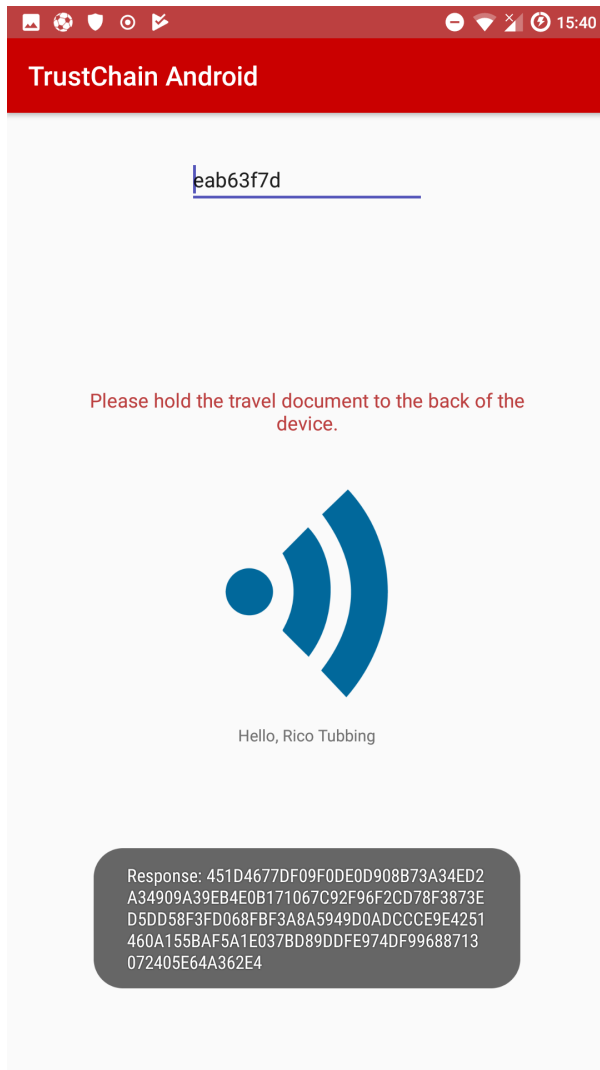 15:40
TrustChain Android
eab63f7d
Please hold the travel document to the back of the
device.
Hello, Rico Tubbing
Response: 451D4677DF09F0DE0D908B73A34ED2
A34909A39EB4E0B171067C92F96F2CD78F3873E
D5DD58F3FD068FBF3A8A5949D0ADCCCE9E4251
460A155BAF5A1E037BD89DDFE974DF99688713
072405E64A362E4